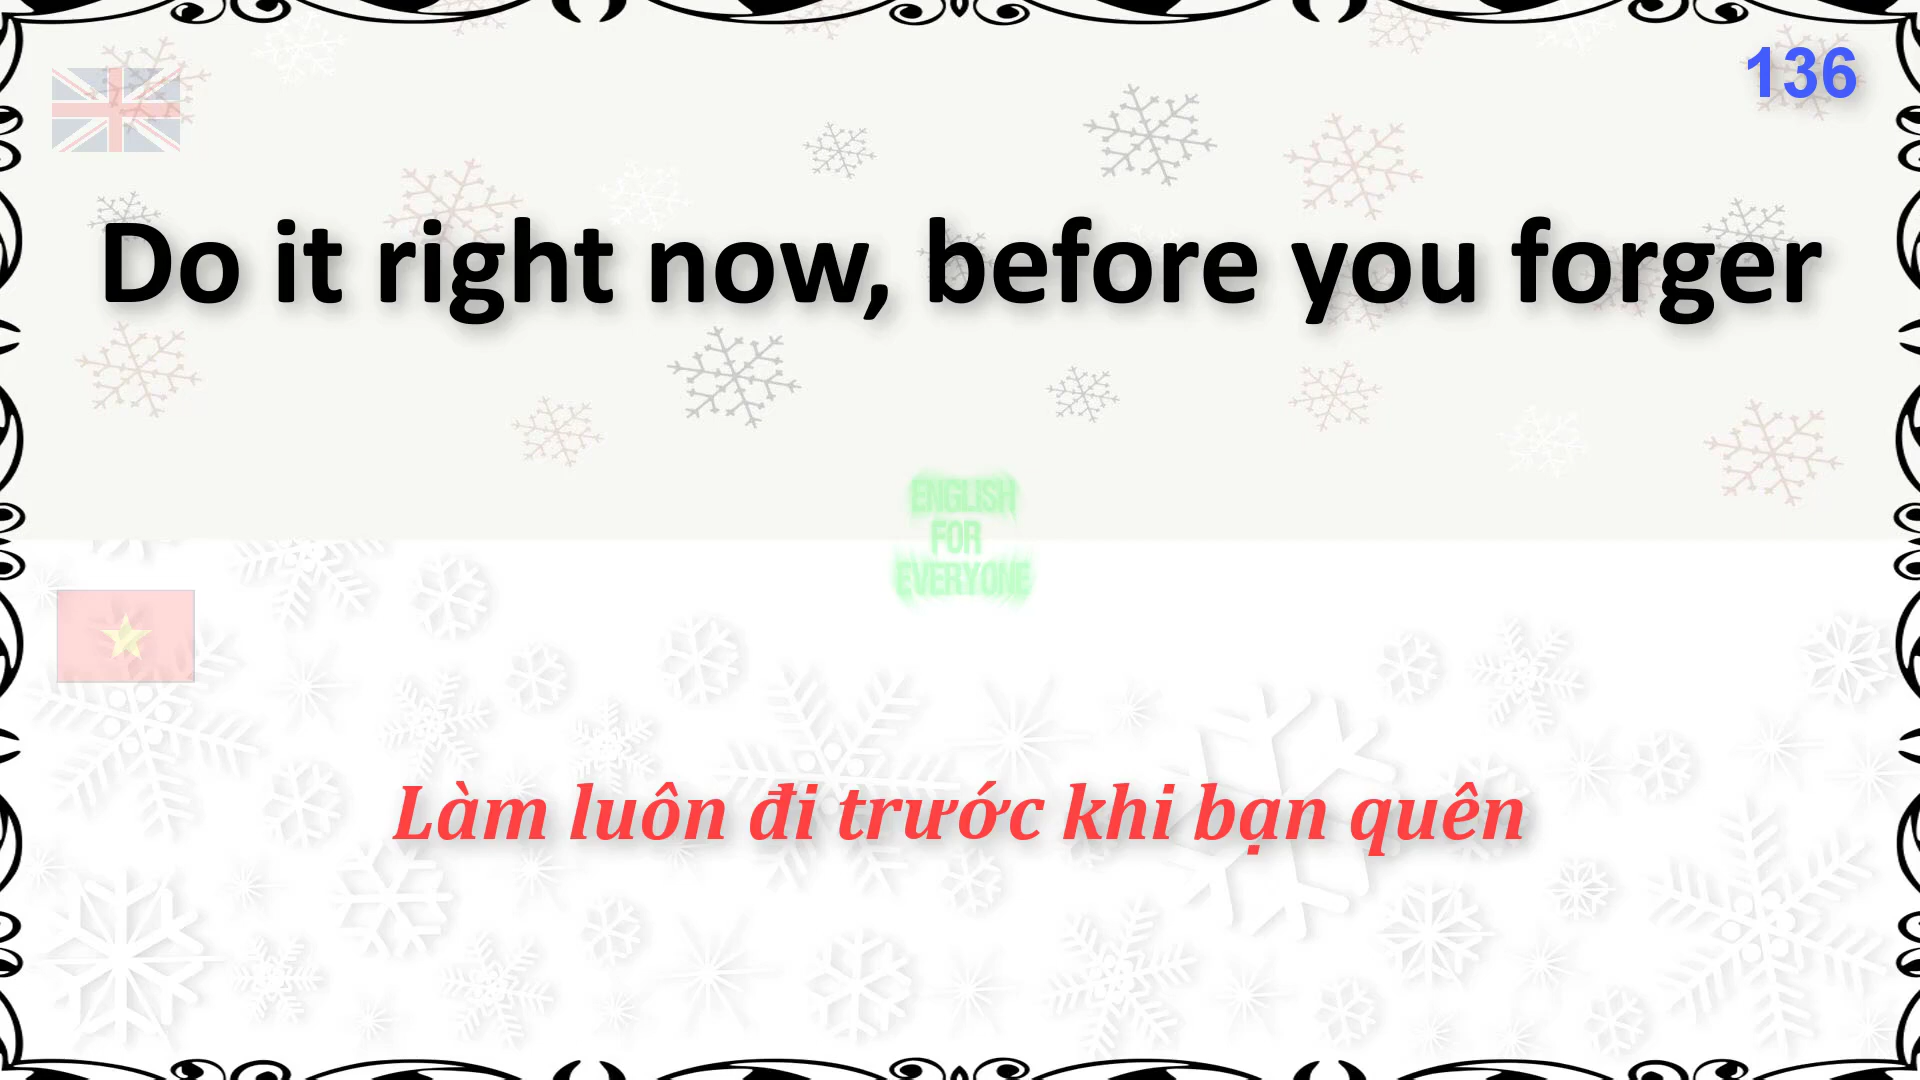 136
Do it right now, before you forger
ENGLISH
FOR
EVERYONE
Làm luôn đi trước khi bạn quên